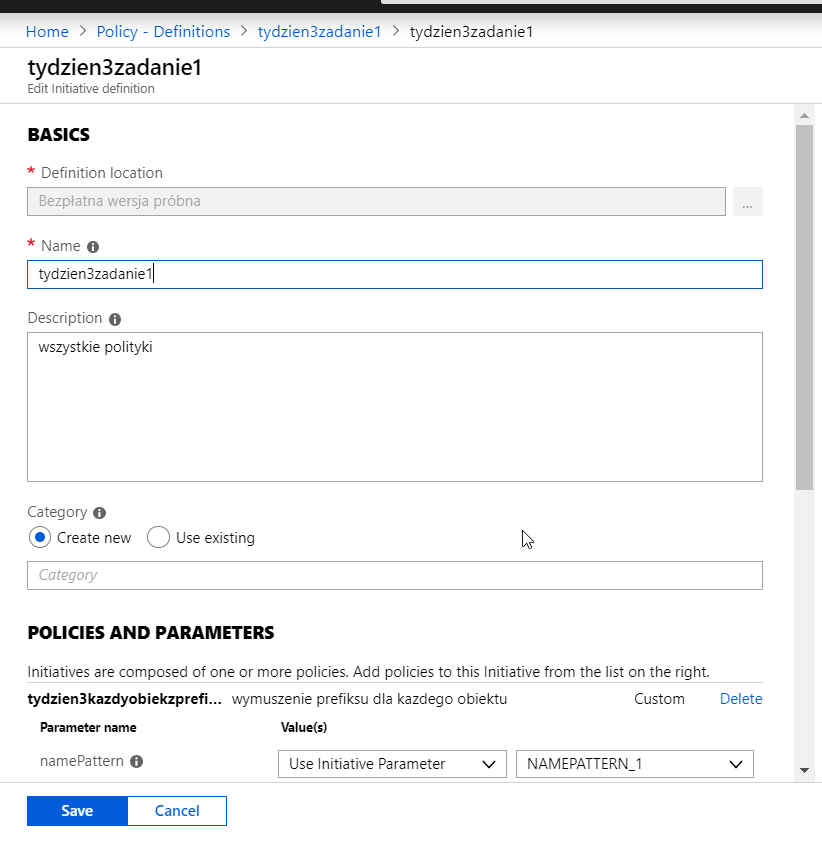 Home > Policy - Definitions > tydzien3zadanie1 > tydzien3zadanie1
tydzien3zadanie1
Edit Initiative definition
BASICS
* Definition location
Bezpłatna wersja próbna
...
* Name
tydzien3zadanie1
Description
wszystkie polityki
Category
Create new Use existing
Category
POLICIES AND PARAMETERS
Initiatives are composed of one or more policies. Add policies to this Initiative from the list on the right.
tydzien3kazdyobiekzprefi... wymuszenie prefiksu dla kazdego obiektu Custom Delete
Parameter name Value(s)
namePattern Use Initiative Parameter NAMEPATTERN_1
Save Cancel